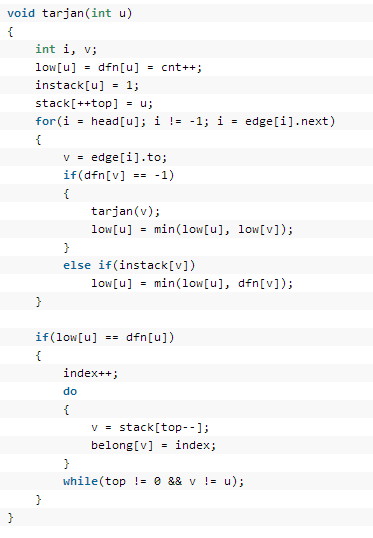 void tarjan(int u)
{
    int i, v;
    low[u] = dfn[u] = cnt++;
    instack[u] = 1;
    stack[++top] = u;
    for(i = head[u]; i != -1; i = edge[i].next)
    {
        v = edge[i].to;
        if(dfn[v] == -1)
        {
            tarjan(v);
            low[u] = min(low[u], low[v]);
        }
        else if(instack[v])
            low[u] = min(low[u], dfn[v]);
    }

    if(low[u] == dfn[u])
    {
        index++;
        do
        {
            v = stack[top--];
            belong[v] = index;
        }
        while(top != 0 && v != u);
    }
}